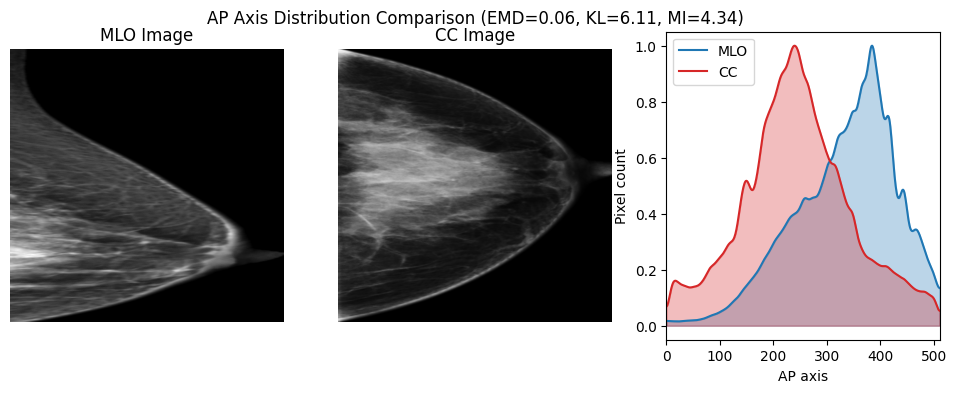 AP Axis Distribution Comparison (EMD=0.06, KL=6.11, MI=4.34)
MLO Image
CC Image
MLO
CC
Pixel count
1.0
0.8
0.6
0.4
0.2
0.0
0 100 200 300 400 500
AP axis